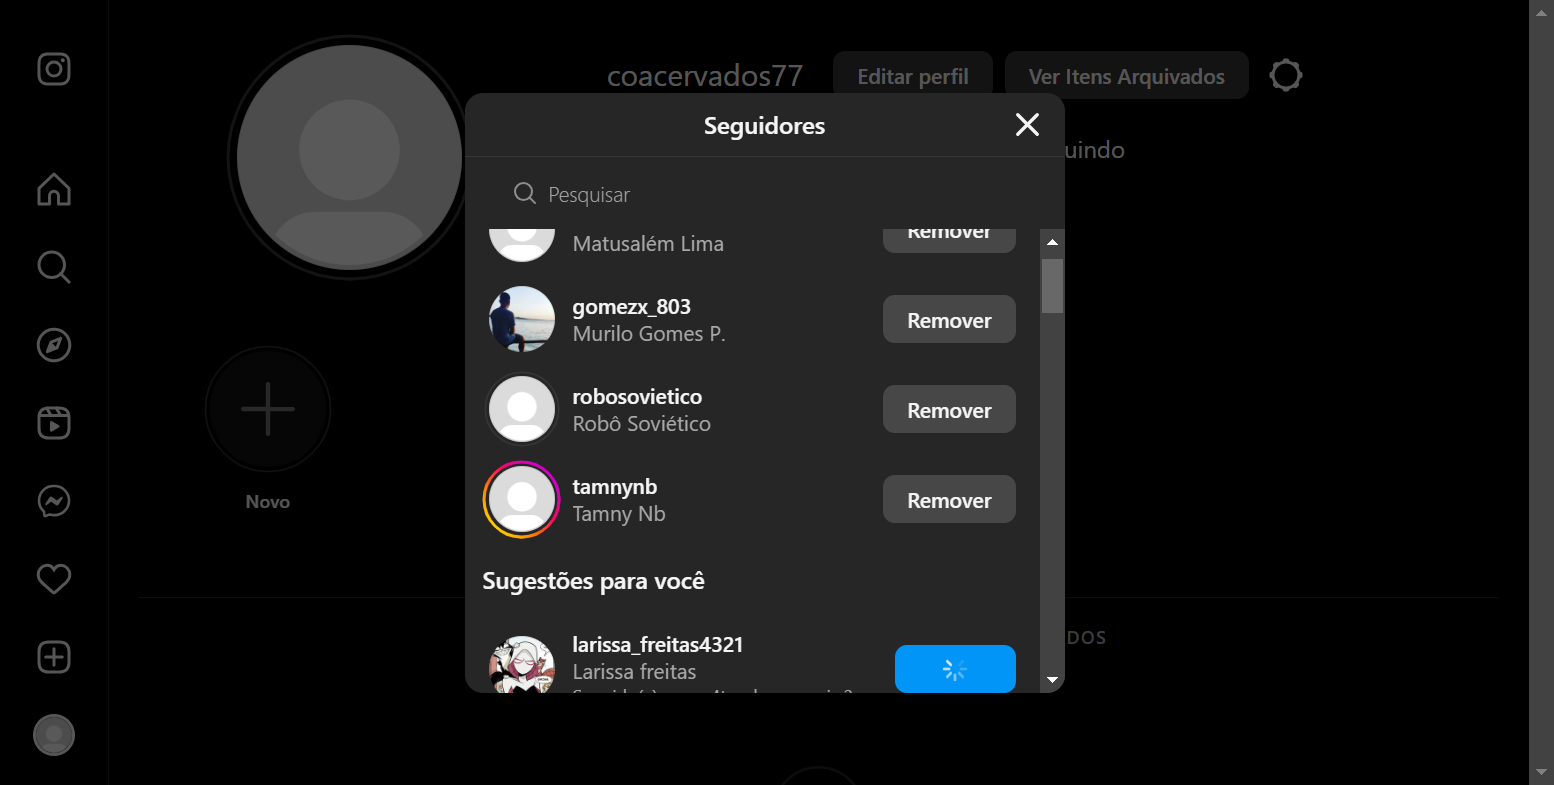 coacervados77
Editar perfil
Ver Itens Arquivados
uindo
Seguidores
Pesquisar
Matusalém Lima
Remover
gomezx_803
Murilo Gomes P.
Remover
robosovietico
Robô Soviético
Remover
tamnynb
Tamny Nb
Remover
Novo
Sugestões para você
DOS
larissa_freitas4321
Larissa freitas